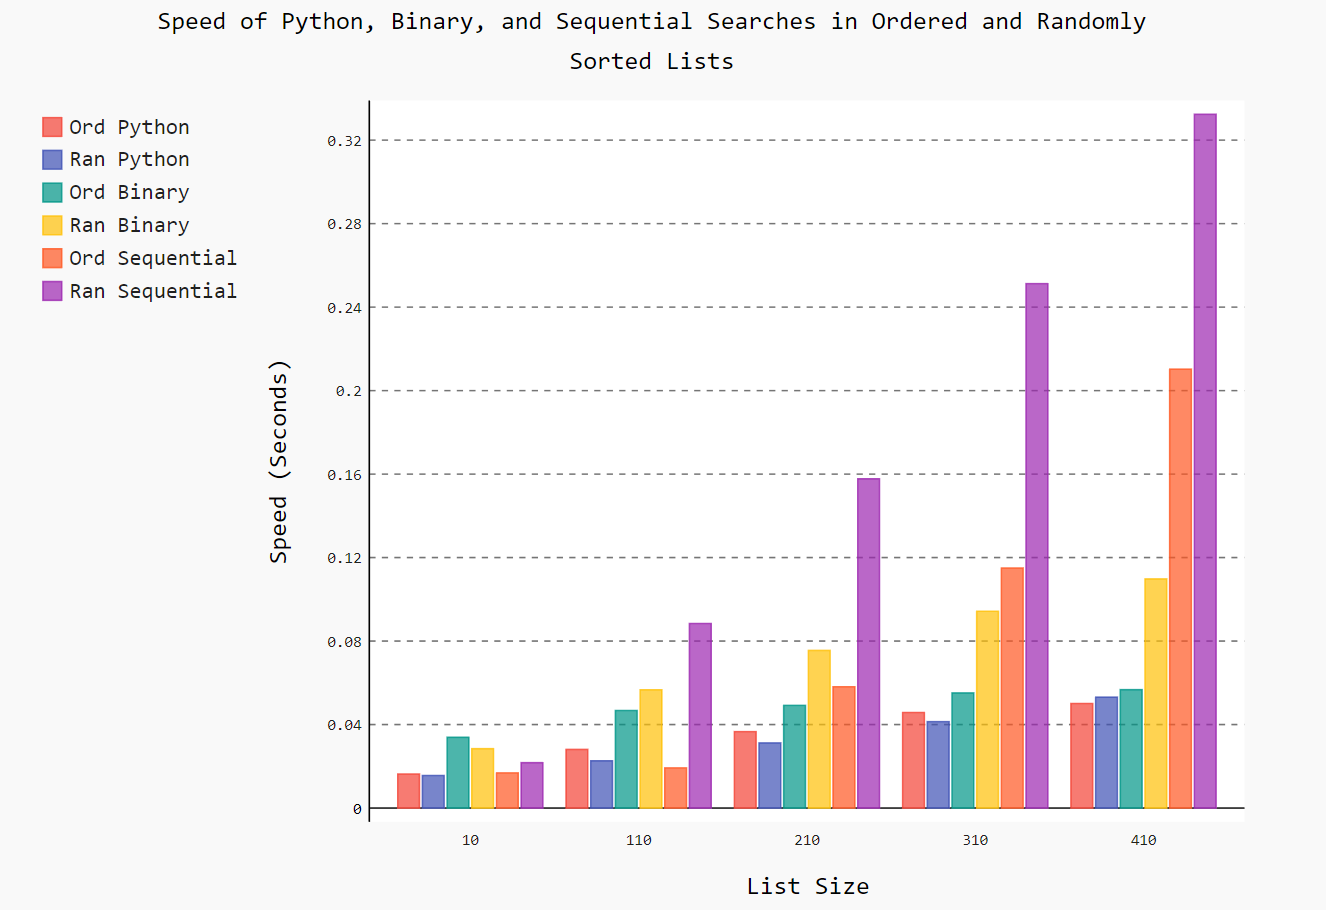 Speed of Python, Binary, and Sequential Searches in Ordered and Randomly
Sorted Lists
Ord Python
Ran Python
Ord Binary
Ran Binary
Ord Sequential
Ran Sequential
Speed (Seconds)
0.32
0.28
0.24
0.2
0.16
0.12
0.08
0.04
0
10 110 210 310 410
List Size